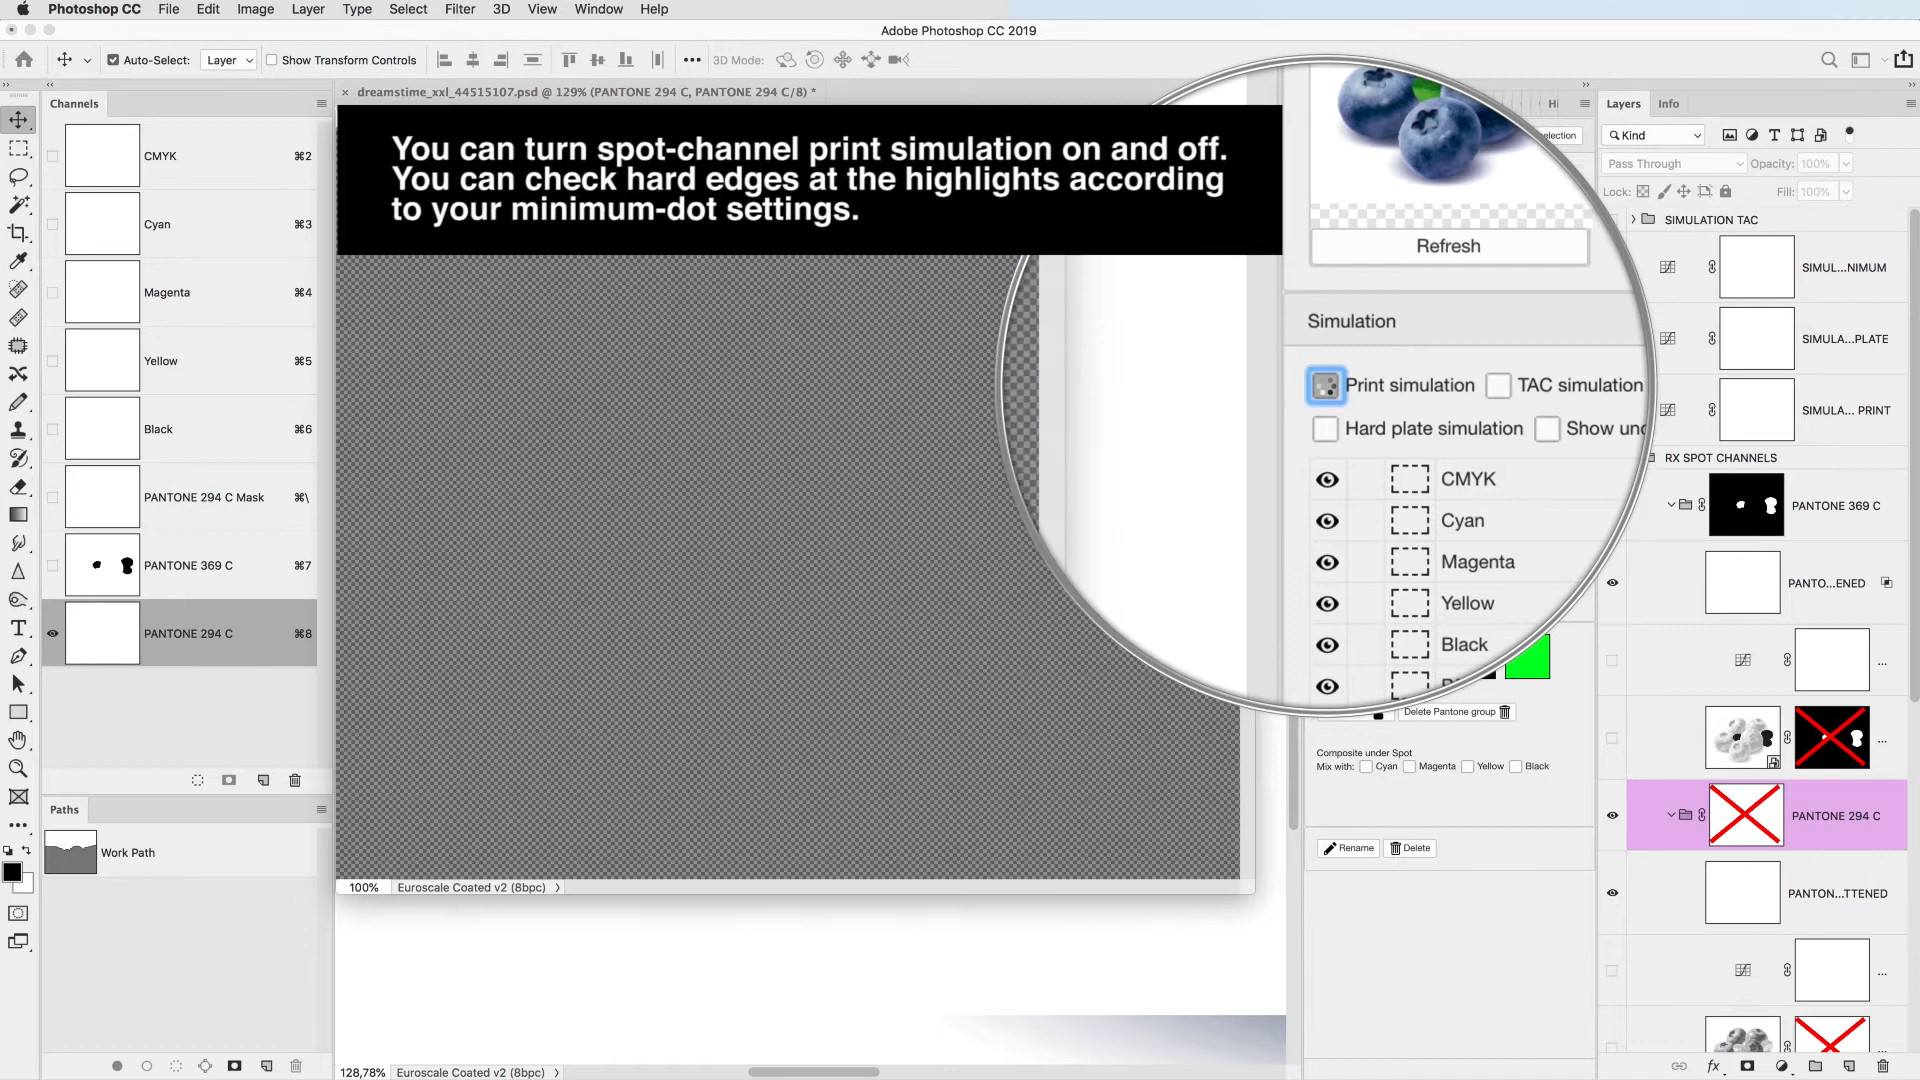 Photoshop CC File Edit Image Layer Type Select Filter 3D View Window Help
Adobe Photoshop CC 2019
Auto-Select: Layer Show Transform Controls 3D Mode:
Channels
dreamstime_xxl_44515107.psd @ 129% (PANTONE 294 C, PANTONE 294 C/8) *
You can turn spot-channel print simulation on and off.
You can check hard edges at the highlights according
to your minimum-dot settings.
CMYK ⌘2
Cyan ⌘3
Magenta ⌘4
Yellow ⌘5
Black ⌘6
PANTONE 294 C Mask ⌘\
PANTONE 369 C ⌘7
PANTONE 294 C ⌘8
Paths
Work Path
100% Euroscale Coated v2 (8bpc)
128,78% Euroscale Coated v2 (8bpc)
Refresh
Simulation
Print simulation TAC simulation
Hard plate simulation Show
CMYK
Cyan
Magenta
Yellow
Black
Delete Pantone group
Composite under Spot
Mix with: Cyan Magenta Yellow Black
Rename Delete
Layers Info
Kind
Pass Through Opacity: 100%
Lock: Fill: 100%
SIMULATION TAC
SIMUL...NIMUM
SIMULA...PLATE
SIMULA... PRINT
RX SPOT CHANNELS
PANTONE 369 C
PANTO...ENED
...
...
PANTONE 294 C
PANTON...TTENED
...
fx